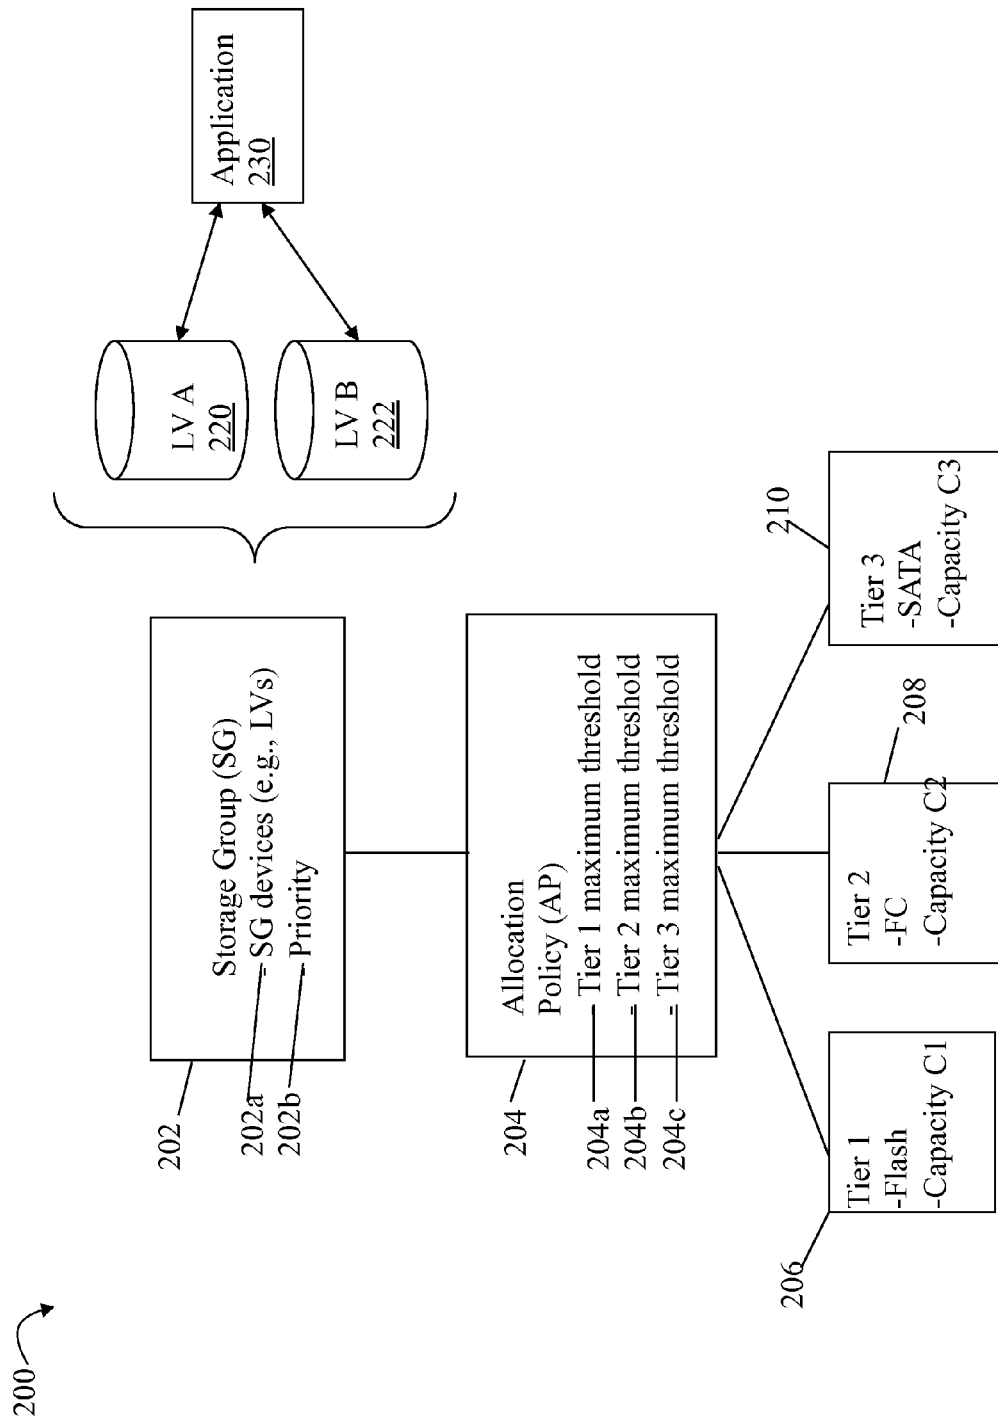 200
Application
230
LV A
220
LV B
222
202
Storage Group (SG)
202a
- SG devices (e.g., LVs)
202b
- Priority
204
Allocation
Policy (AP)
204a
- Tier 1 maximum threshold
204b
- Tier 2 maximum threshold
204c
- Tier 3 maximum threshold
206
Tier 1
-Flash
-Capacity C1
208
Tier 2
-FC
-Capacity C2
210
Tier 3
-SATA
-Capacity C3